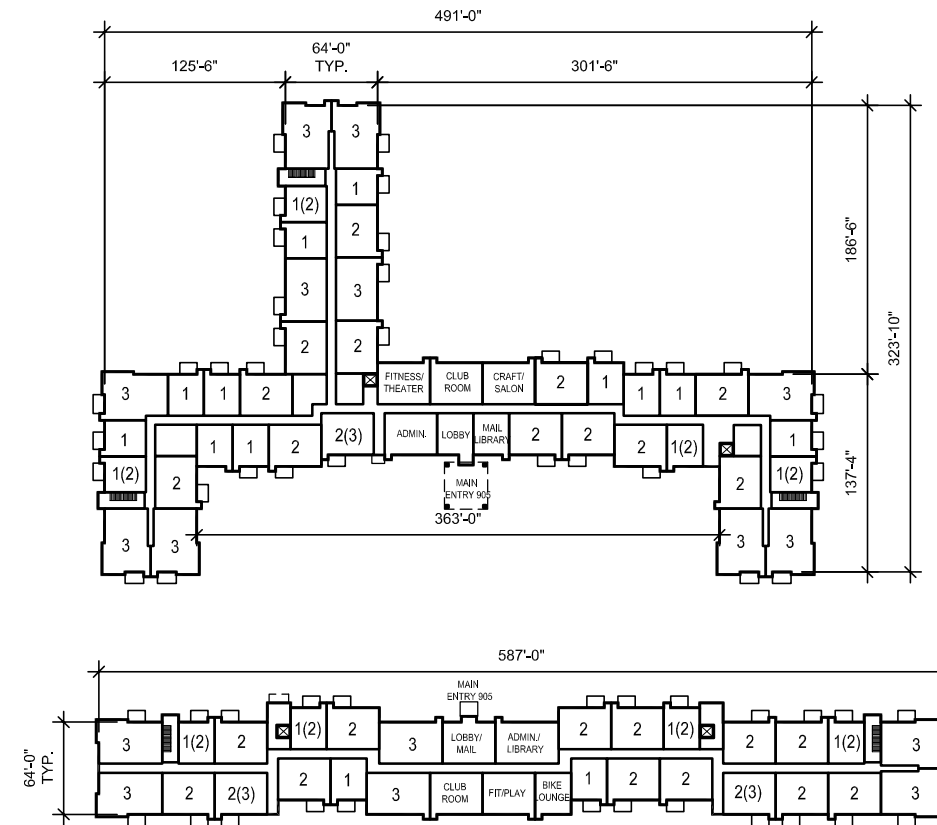 491'-0"
64'-0"
TYP.
125'-6"
301'-6"
3
3
1
1(2)
2
1
186'-6"
3
3
323'-10"
2
2
FITNESS/
THEATER
CLUB
ROOM
CRAFT/
SALON
2
1
3
1
1
2
1
1
2
3
1
1
1
2
2(3)
ADMIN.
LOBBY
MAIL
LIBRARY
2
2
2
1(2)
1
1(2)
2
2
1(2)
137'-4"
MAIN
ENTRY 905
363'-0"
3
3
3
3
587'-0"
MAIN
ENTRY 905
3
1(2)
2
1(2)
2
3
LOBBY/
MAIL
ADMIN./
LIBRARY
2
2
1(2)
2
2
1(2)
3
64'-0"
TYP.
3
2
2(3)
2
1
3
CLUB
ROOM
FIT/PLAY
BIKE
LOUNGE
1
2
2
2(3)
2
2
3